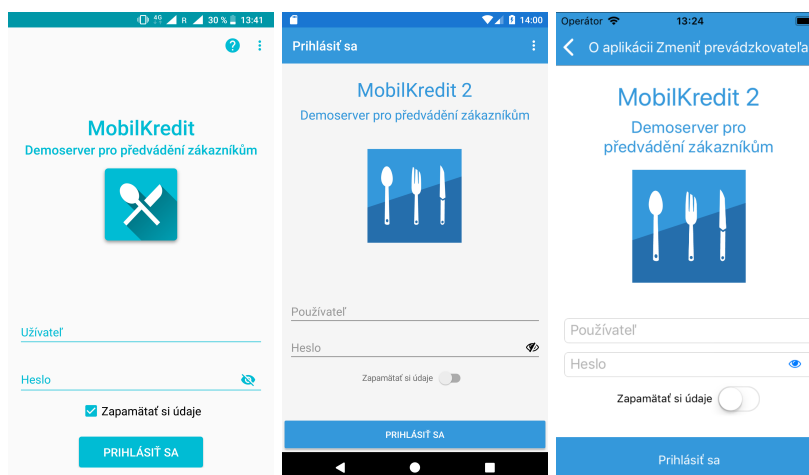 4G R 30 % 13:41
MobilKredit
Demoserver pro předvádění zákazníkům
Užívateľ
Heslo
Zapamätať si údaje
PRIHLÁSIŤ SA
14:00
Prihlásiť sa
MobilKredit 2
Demoserver pro předvádění zákazníkům
Používateľ
Heslo
Zapamätať si údaje
PRIHLÁSIŤ SA
Operátor 13:24
O aplikácii Zmeniť prevádzkovateľa
MobilKredit 2
Demoserver pro
předvádění zákazníkům
Používateľ
Heslo
Zapamätať si údaje
Prihlásiť sa